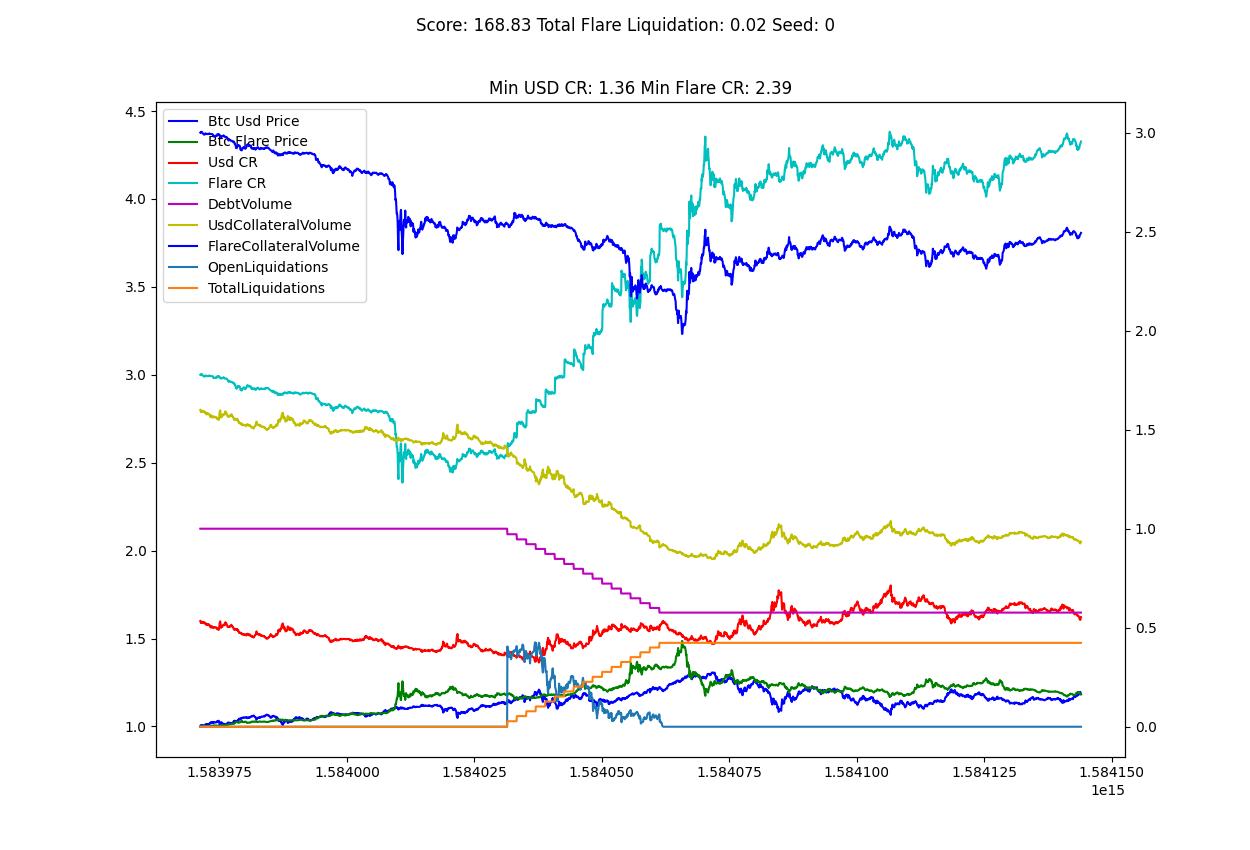 Score: 168.83 Total Flare Liquidation: 0.02 Seed: 0
Min USD CR: 1.36 Min Flare CR: 2.39
Btc Usd Price
Btc Flare Price
Usd CR
Flare CR
DebtVolume
UsdCollateralVolume
FlareCollateralVolume
OpenLiquidations
TotalLiquidations
4.5
4.0
3.5
3.0
2.5
2.0
1.5
1.0
3.0
2.5
2.0
1.5
1.0
0.5
0.0
1.583975 1.584000 1.584025 1.584050 1.584075 1.584100 1.584125 1.584150
1e15